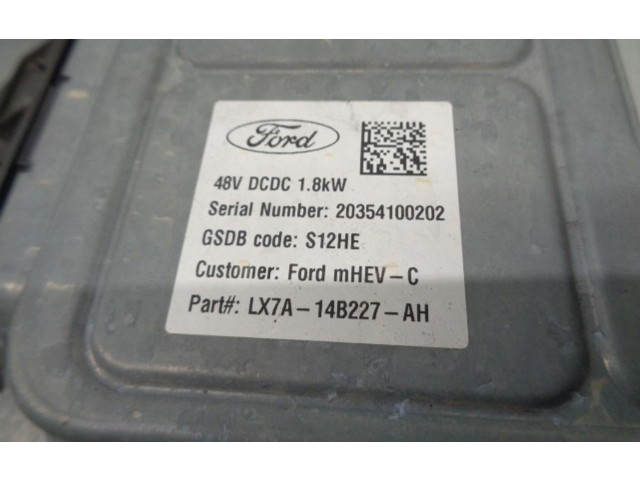 Ford
48V DCDC 1.8kW
Serial Number: 20354100202
GSDB code: S12HE
Customer: Ford mHEV-C
Part#: LX7A-14B227-AH